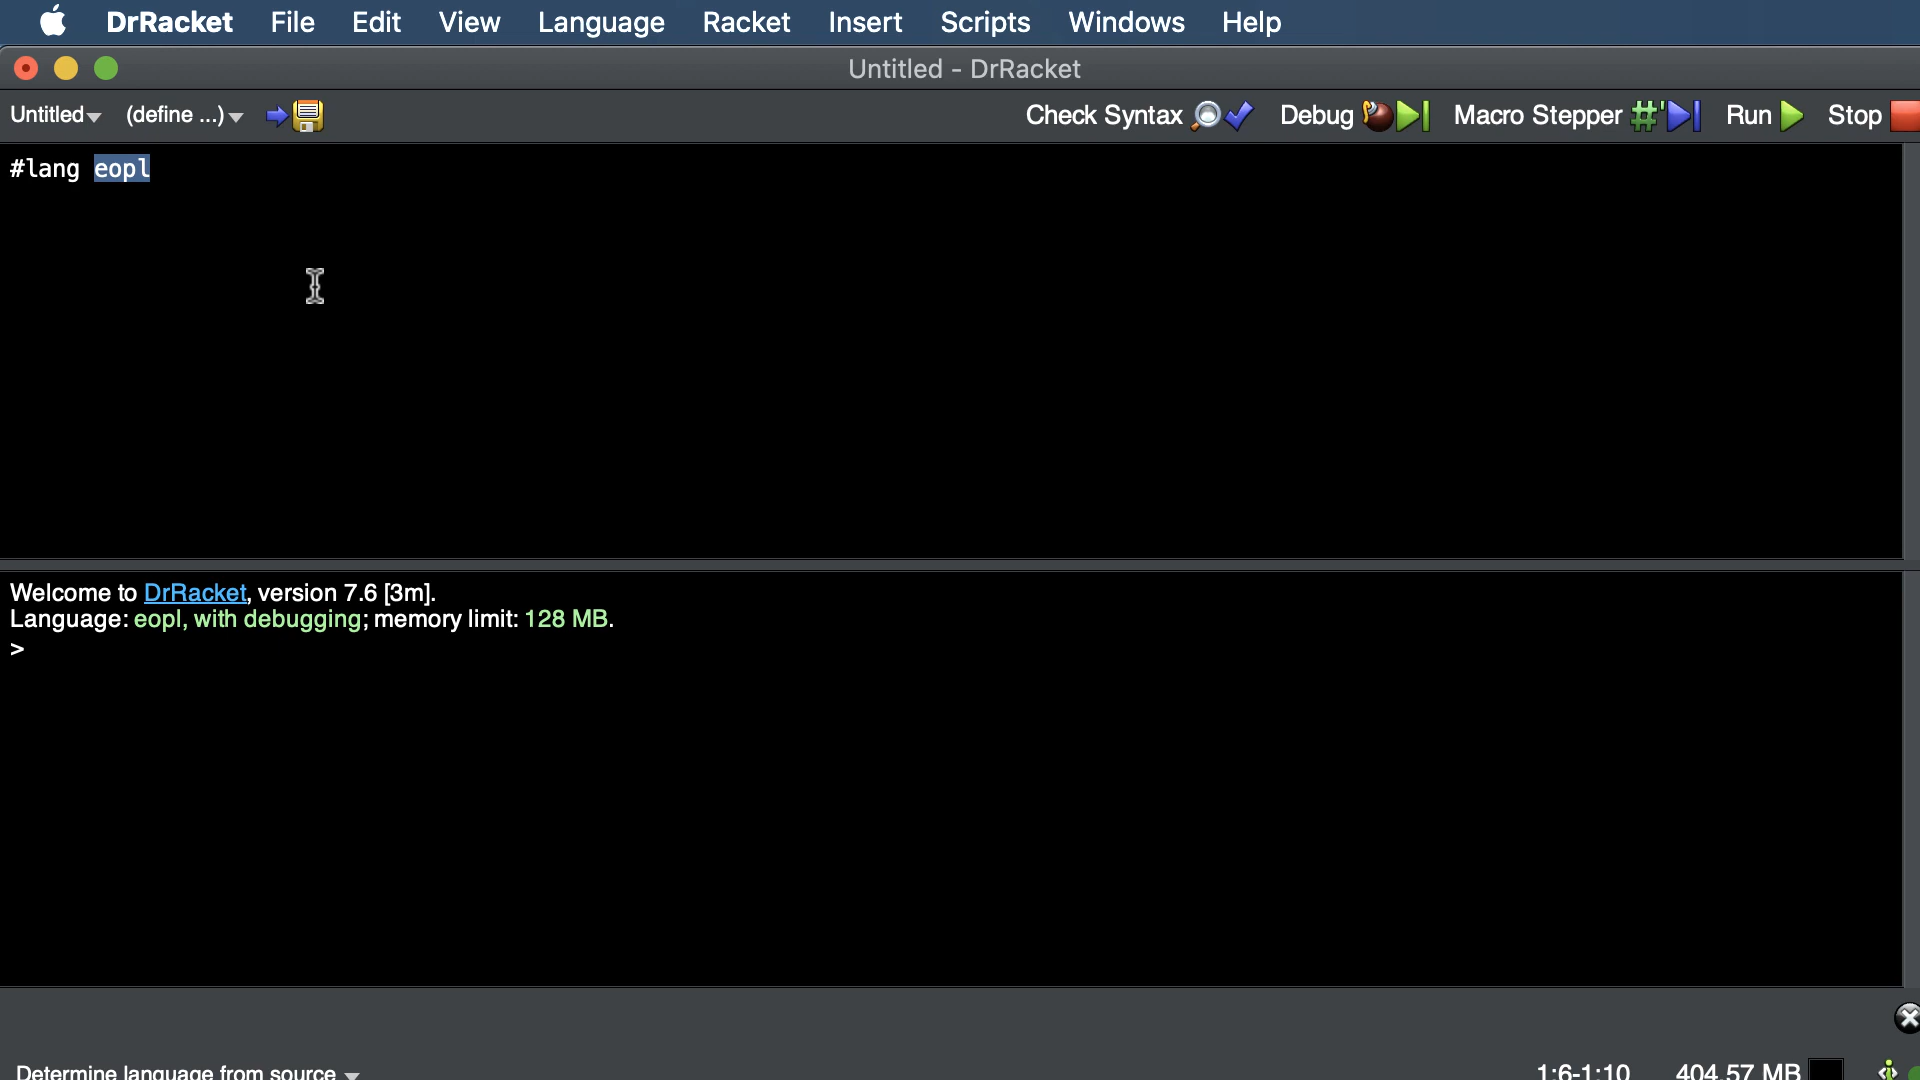 DrRacket File Edit View Language Racket Insert Scripts Windows Help
Untitled - DrRacket
Untitled (define ...) Check Syntax Debug Macro Stepper #' Run Stop
#lang eopl
Welcome to DrRacket, version 7.6 [3m].
Language: eopl, with debugging; memory limit: 128 MB.
>
Determine language from source 1:6-1:10 404.57 MB